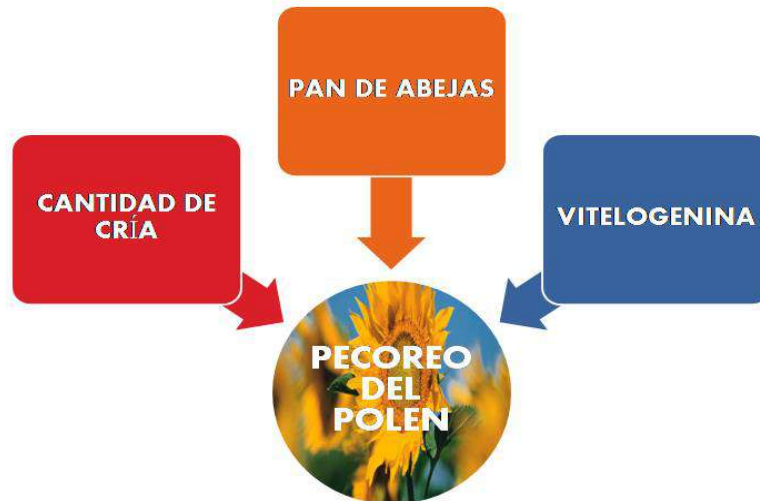 PAN DE ABEJAS
CANTIDAD DE
CRÍA
VITELOGENINA
PECOREO
DEL
POLEN